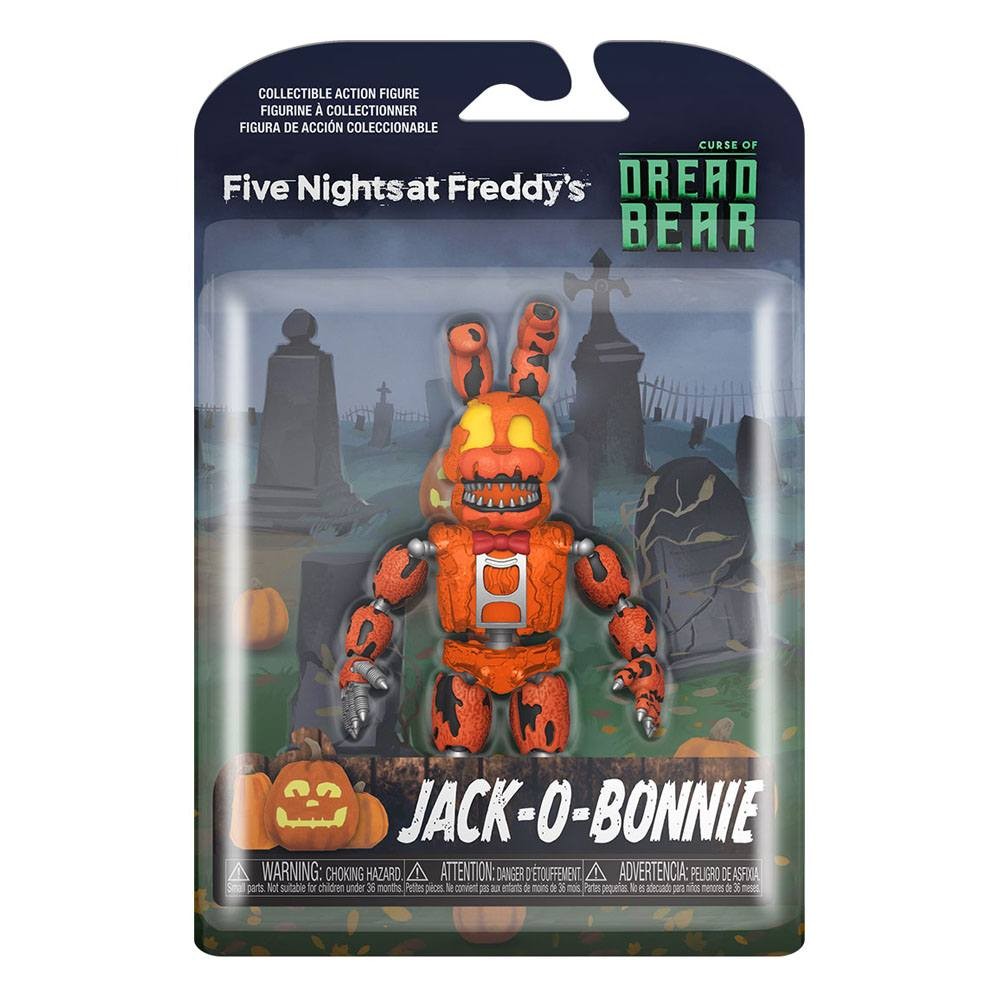 COLLECTIBLE ACTION FIGURE
FIGURINE À COLLECTIONNER
FIGURA DE ACCIÓN COLECCIONABLE
Five Nights at Freddy's
CURSE OF
DREAD
BEAR
JACK-O-BONNIE
WARNING: CHOKING HAZARD.
Small parts. Not suitable for children under 36 months.
ATTENTION: DANGER D'ÉTOUFFEMENT.
Petites pièces. Ne convient pas aux enfants de moins de 36 mois.
ADVERTENCIA: PELIGRO DE ASFIXIA.
Partes pequeñas. No es adecuado para niños menores de 36 meses.